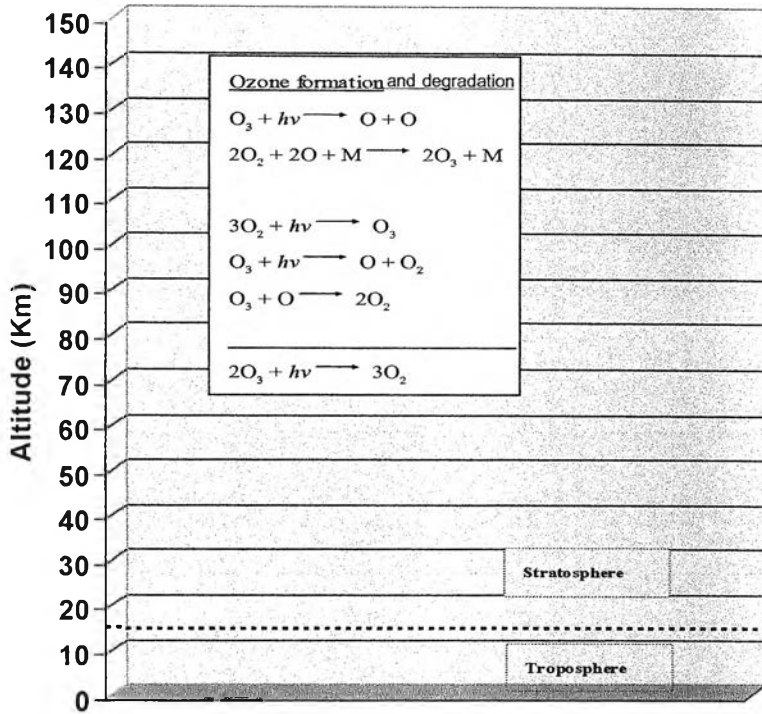 150
140
130
120
110
100
90
80
70
60
50
40
30
20
10
0
Altitude (Km)
Ozone formation and degradation
O₃ + hν ⟶ O + O
2O₂ + 2O + M ⟶ 2O₃ + M
3O₂ + hν ⟶ O₃
O₃ + hν ⟶ O + O₂
O₃ + O ⟶ 2O₂
2O₃ + hν ⟶ 3O₂
Stratosphere
Troposphere